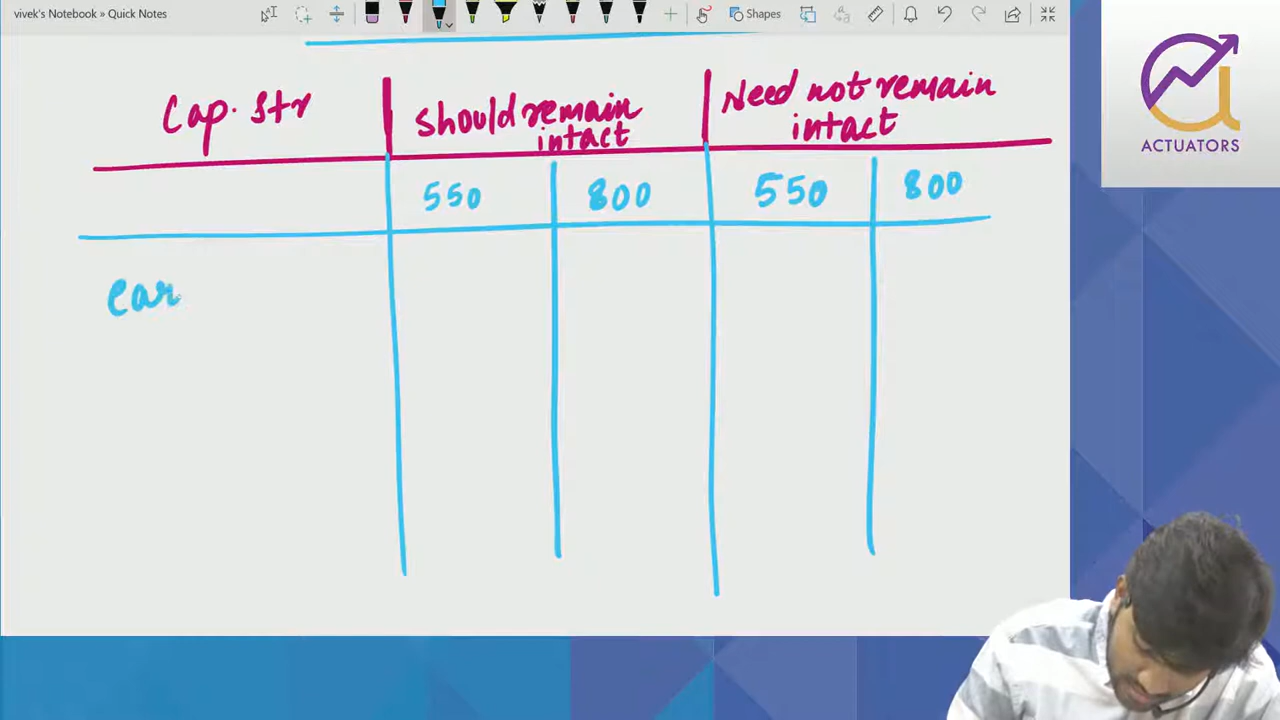 vivek's Notebook » Quick Notes
Shapes
ACTUATORS
Cap. Str
Should remain
intact
Need not remain
intact
550 800 550 800
ear